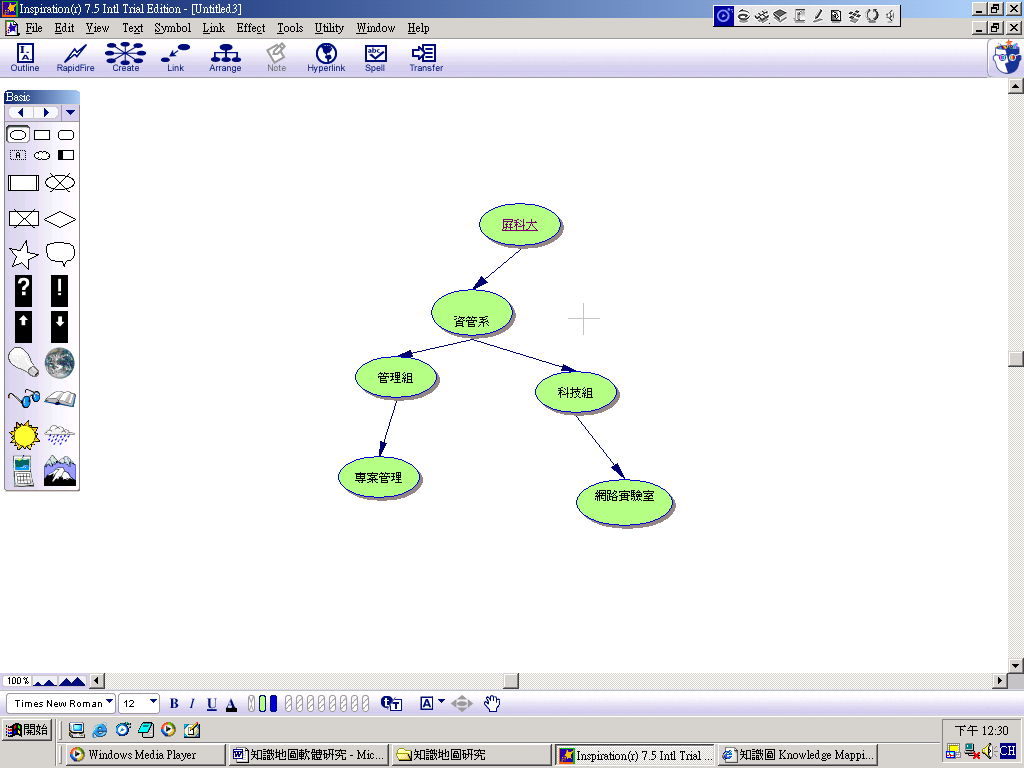 Inspiration(r) 7.5 Intl Trial Edition - [Untitled3]
File Edit View Text Symbol Link Effect Tools Utility Window Help
Outline RapidFire Create Link Arrange Note Hyperlink Spell Transfer
Basic
屏科大
資管系
管理組
科技組
專案管理
網路實驗室
100%
Times New Roman 12 B I U A
開始
下午 12:30
Windows Media Player
知識地圖軟體研究 - Mic...
知識地圖研究
Inspiration(r) 7.5 Intl Trial ...
知識圖 Knowledge Mappi...
CH